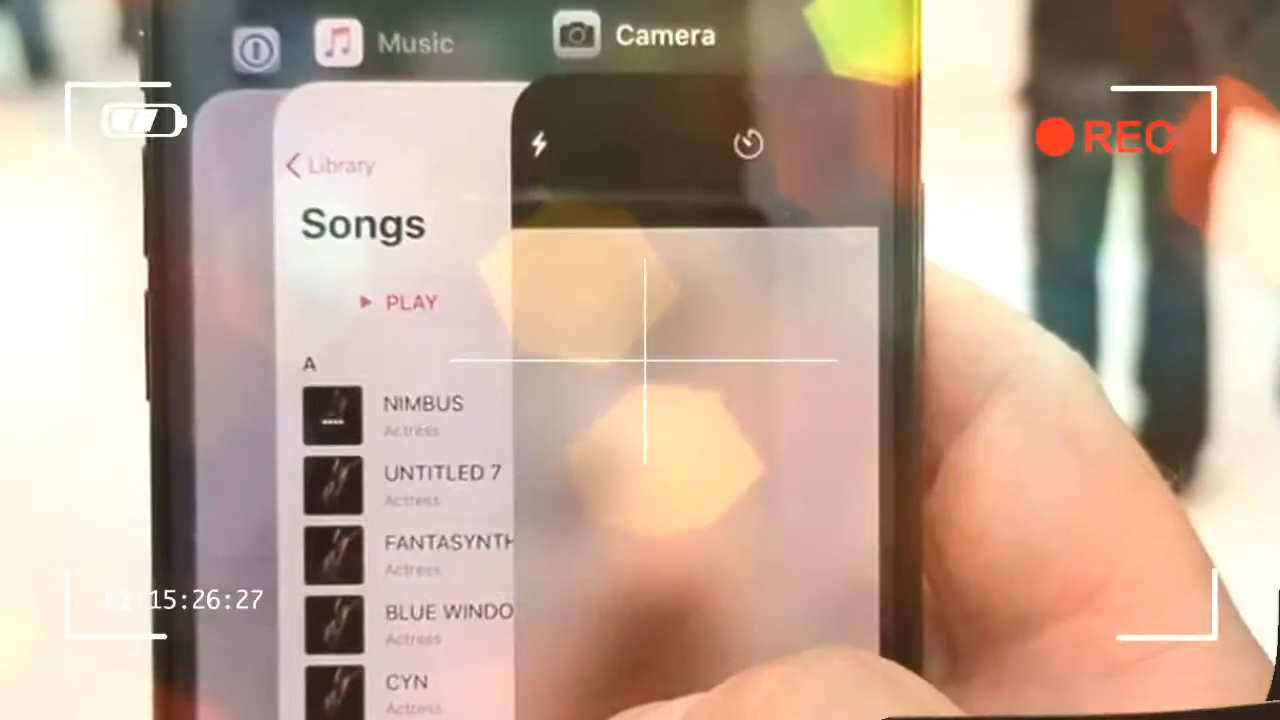 Music
Camera
REC
Library
Songs
PLAY
A
NIMBUS
Actress
UNTITLED 7
Actress
FANTASYNTH
Actress
BLUE WINDO
Actress
15:26:27
CYN
Actress